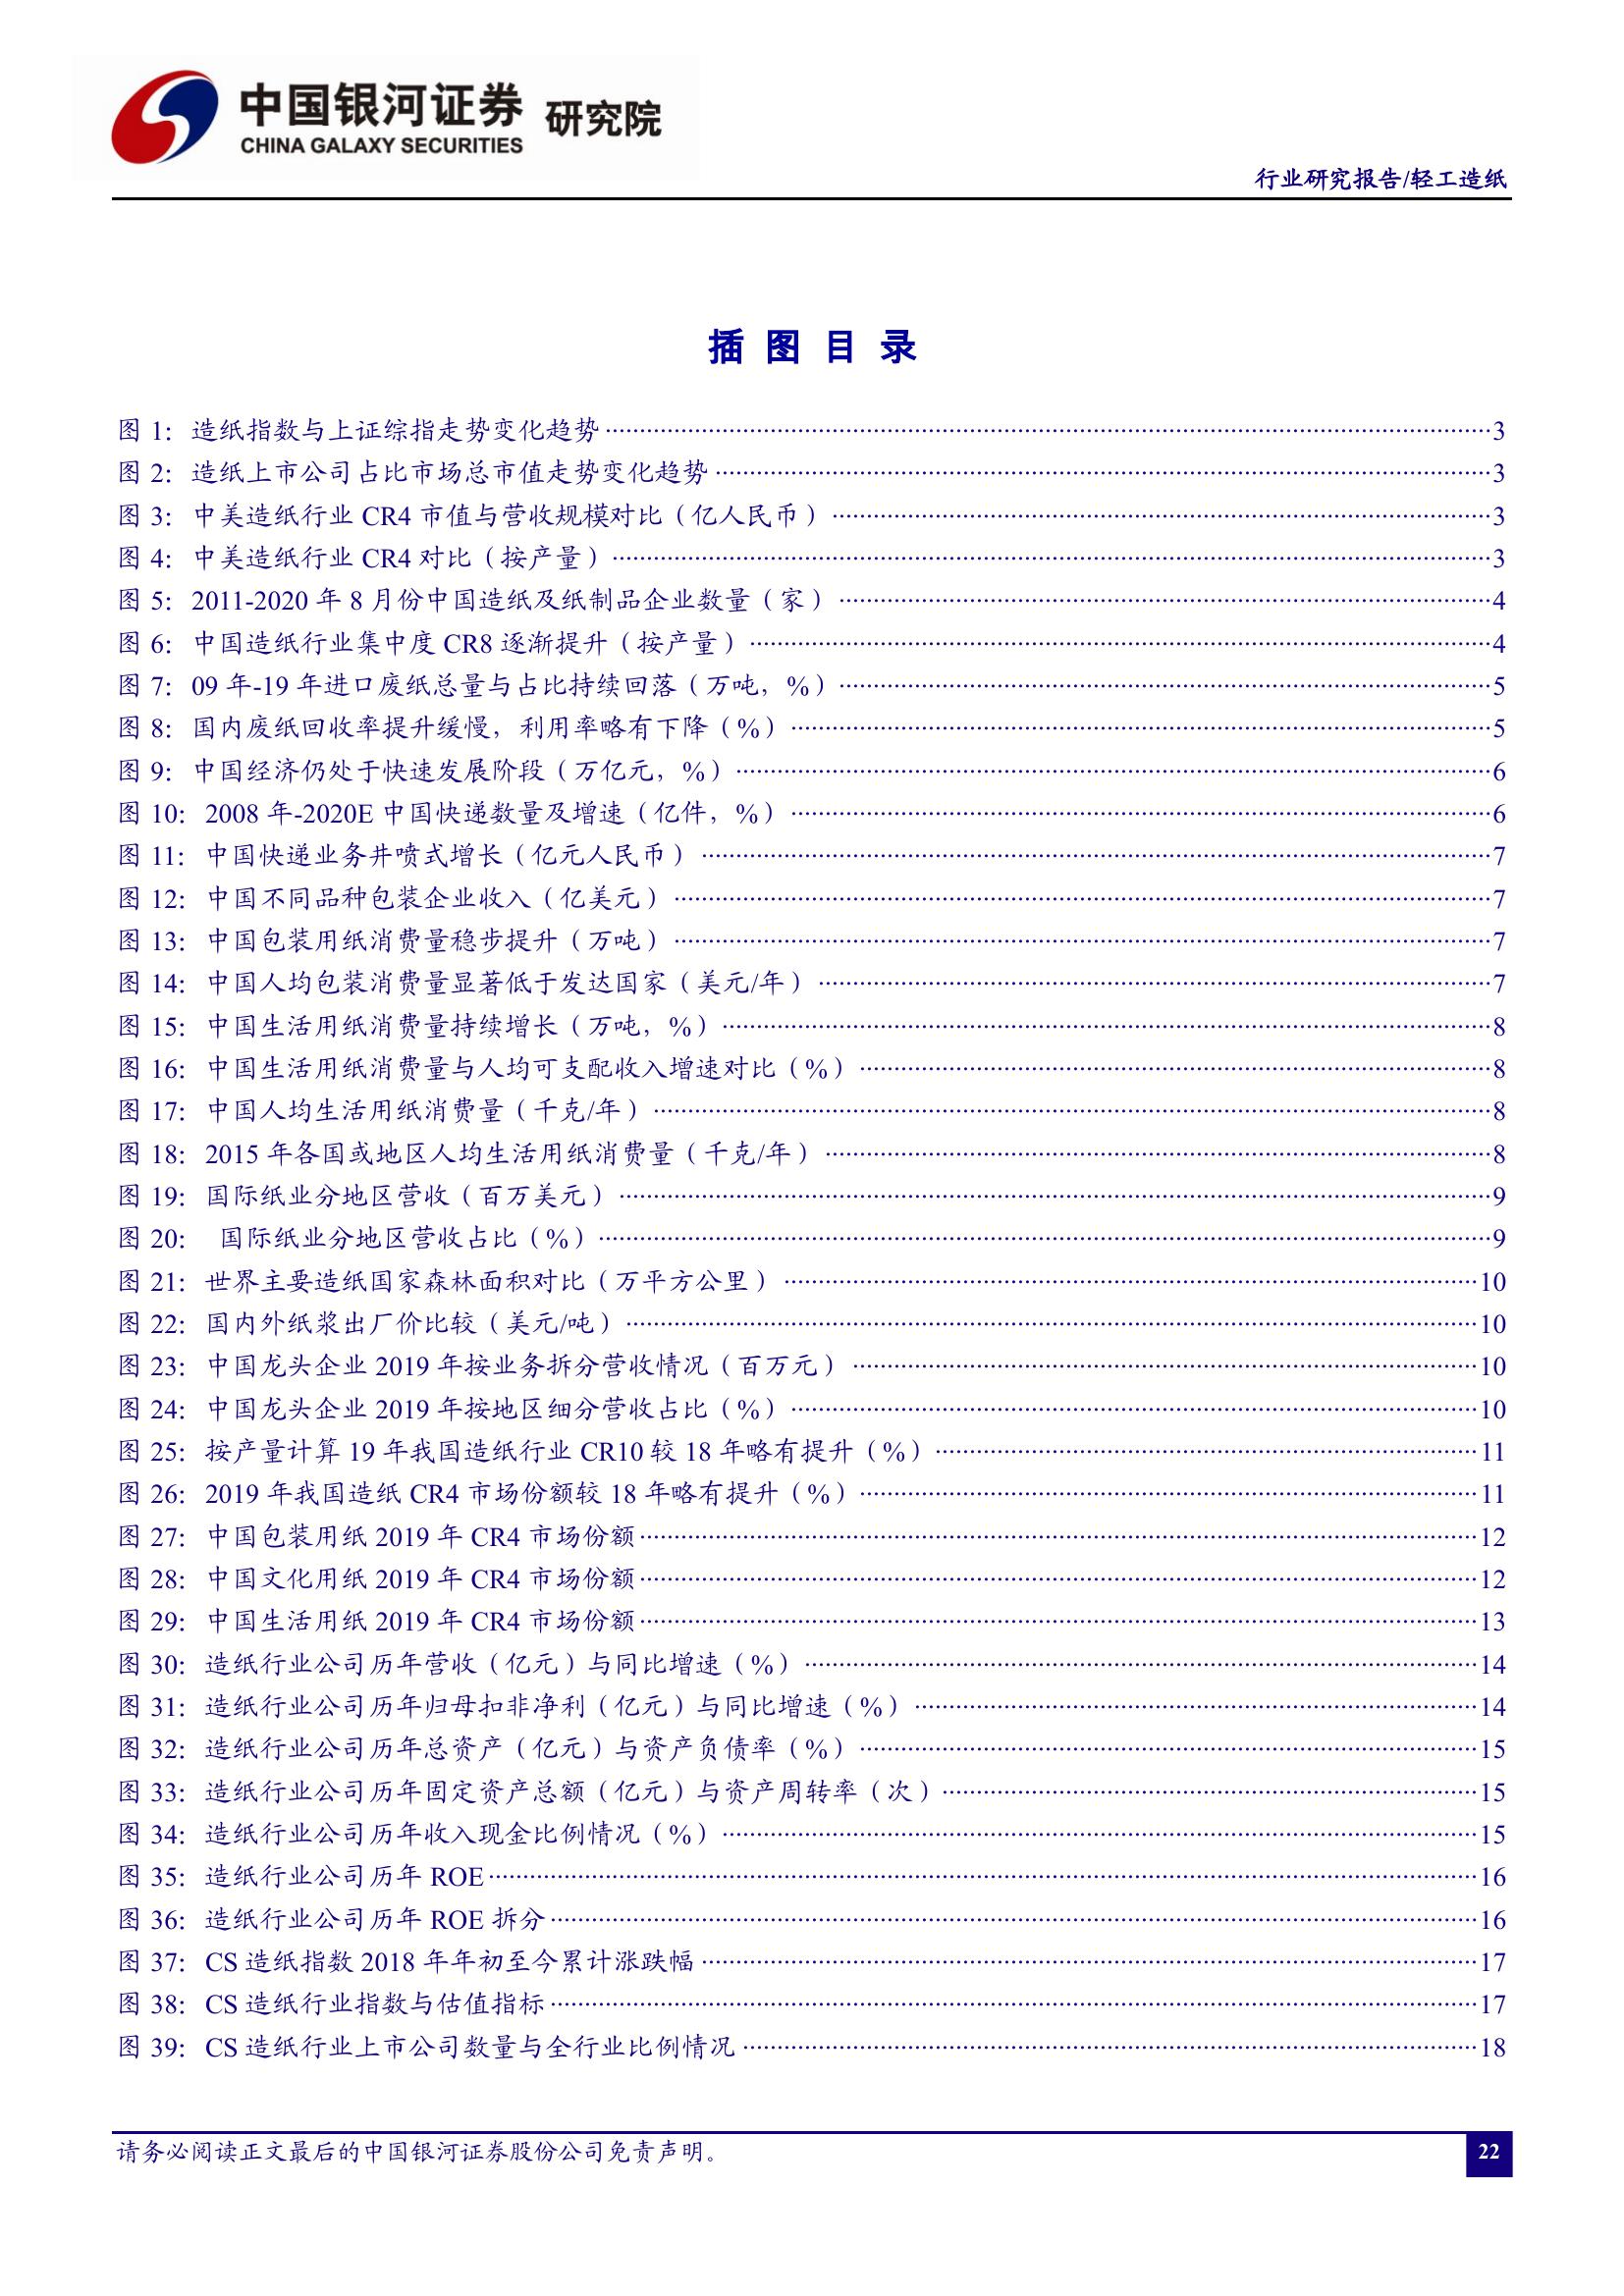 中国银河证券 研究院
CHINA GALAXY SECURITIES
行业研究报告/轻工造纸
插 图 目 录
图 1: 造纸指数与上证综指走势变化趋势 3
图 2: 造纸上市公司占比市场总市值走势变化趋势 3
图 3: 中美造纸行业 CR4 市值与营收规模对比（亿人民币） 3
图 4: 中美造纸行业 CR4 对比（按产量） 3
图 5: 2011-2020 年 8 月份中国造纸及纸制品企业数量（家） 4
图 6: 中国造纸行业集中度 CR8 逐渐提升（按产量） 4
图 7: 09 年-19 年进口废纸总量与占比持续回落（万吨，%） 5
图 8: 国内废纸回收率提升缓慢，利用率略有下降（%） 5
图 9: 中国经济仍处于快速发展阶段（万亿元，%） 6
图 10: 2008 年-2020E 中国快递数量及增速（亿件，%） 6
图 11: 中国快递业务井喷式增长（亿元人民币） 7
图 12: 中国不同品种包装企业收入（亿美元） 7
图 13: 中国包装用纸消费量稳步提升（万吨） 7
图 14: 中国人均包装消费量显著低于发达国家（美元/年） 7
图 15: 中国生活用纸消费量持续增长（万吨，%） 8
图 16: 中国生活用纸消费量与人均可支配收入增速对比（%） 8
图 17: 中国人均生活用纸消费量（千克/年） 8
图 18: 2015 年各国或地区人均生活用纸消费量（千克/年） 8
图 19: 国际纸业分地区营收（百万美元） 9
图 20: 国际纸业分地区营收占比（%） 9
图 21: 世界主要造纸国家森林面积对比（万平方公里） 10
图 22: 国内外纸浆出厂价比较（美元/吨） 10
图 23: 中国龙头企业 2019 年按业务拆分营收情况（百万元） 10
图 24: 中国龙头企业 2019 年按地区细分营收占比（%） 10
图 25: 按产量计算 19 年我国造纸行业 CR10 较 18 年略有提升（%） 11
图 26: 2019 年我国造纸 CR4 市场份额较 18 年略有提升（%） 11
图 27: 中国包装用纸 2019 年 CR4 市场份额 12
图 28: 中国文化用纸 2019 年 CR4 市场份额 12
图 29: 中国生活用纸 2019 年 CR4 市场份额 13
图 30: 造纸行业公司历年营收（亿元）与同比增速（%） 14
图 31: 造纸行业公司历年归母扣非净利（亿元）与同比增速（%） 14
图 32: 造纸行业公司历年总资产（亿元）与资产负债率（%） 15
图 33: 造纸行业公司历年固定资产总额（亿元）与资产周转率（次） 15
图 34: 造纸行业公司历年收入现金比例情况（%） 15
图 35: 造纸行业公司历年 ROE 16
图 36: 造纸行业公司历年 ROE 拆分 16
图 37: CS 造纸指数 2018 年年初至今累计涨跌幅 17
图 38: CS 造纸行业指数与估值指标 17
图 39: CS 造纸行业上市公司数量与全行业比例情况 18
请务必阅读正文最后的中国银河证券股份公司免责声明。
22